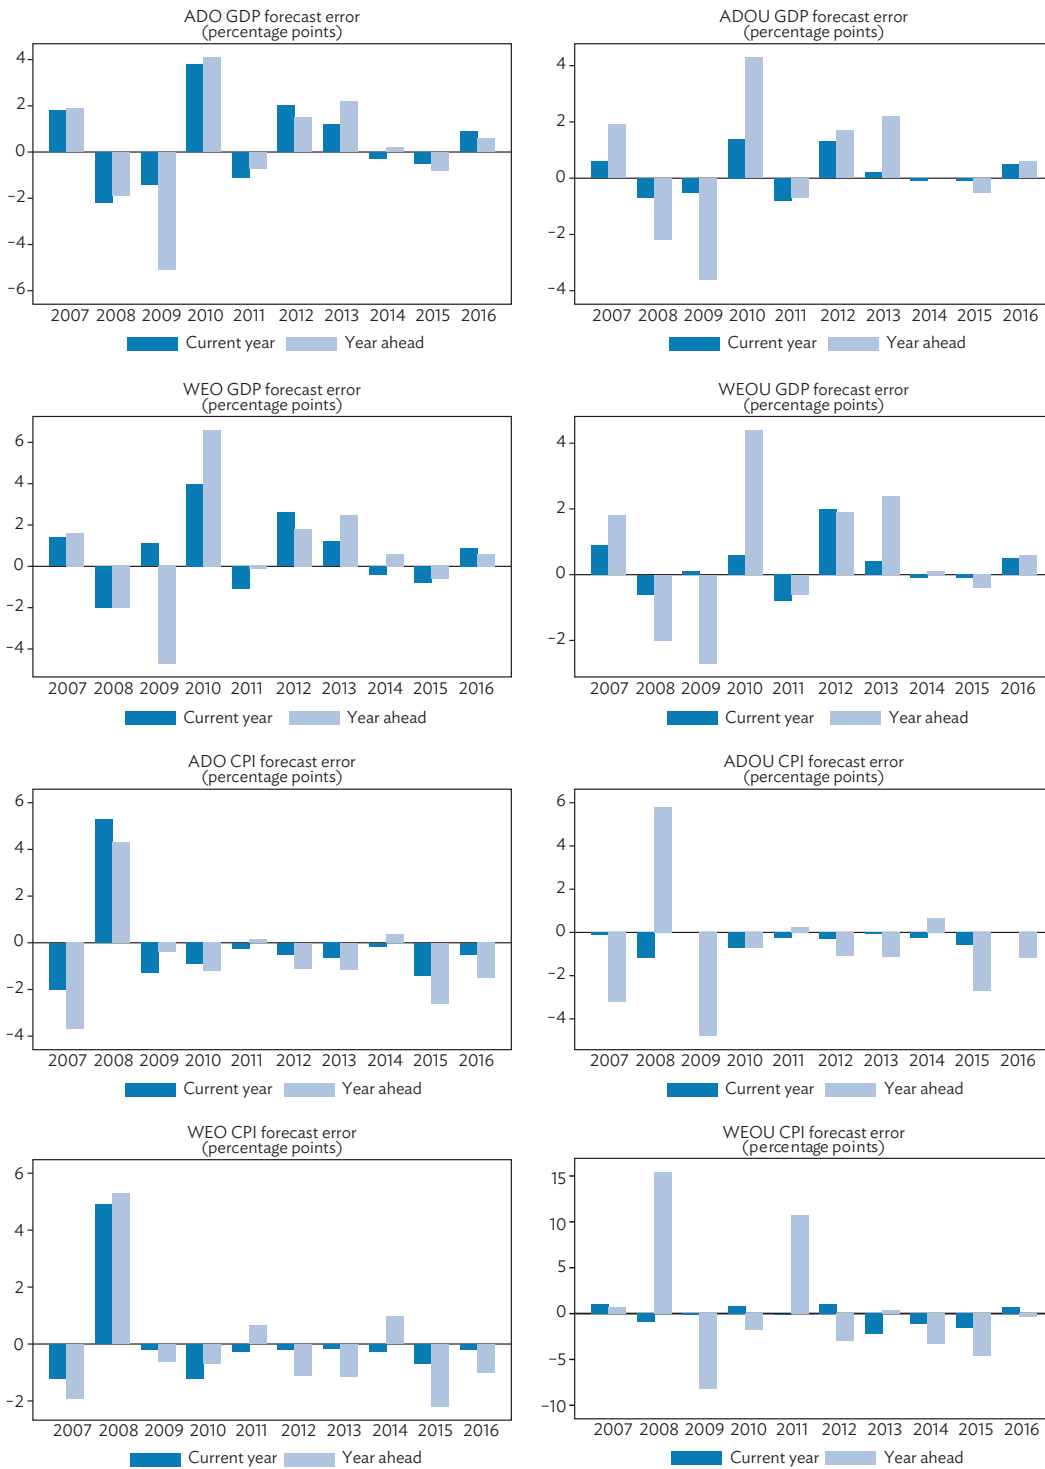 ADO GDP forecast error
(percentage points)
4
2
0
−2
−4
−6
2007 2008 2009 2010 2011 2012 2013 2014 2015 2016
Current year Year ahead
ADOU GDP forecast error
(percentage points)
4
2
0
−2
−4
2007 2008 2009 2010 2011 2012 2013 2014 2015 2016
Current year Year ahead
WEO GDP forecast error
(percentage points)
6
4
2
0
−2
−4
2007 2008 2009 2010 2011 2012 2013 2014 2015 2016
Current year Year ahead
WEOU GDP forecast error
(percentage points)
4
2
0
−2
2007 2008 2009 2010 2011 2012 2013 2014 2015 2016
Current year Year ahead
ADO CPI forecast error
(percentage points)
6
4
2
0
−2
−4
2007 2008 2009 2010 2011 2012 2013 2014 2015 2016
Current year Year ahead
ADOU CPI forecast error
(percentage points)
6
4
2
0
−2
−4
2007 2008 2009 2010 2011 2012 2013 2014 2015 2016
Current year Year ahead
WEO CPI forecast error
(percentage points)
6
4
2
0
−2
2007 2008 2009 2010 2011 2012 2013 2014 2015 2016
Current year Year ahead
WEOU CPI forecast error
(percentage points)
15
10
5
0
−5
−10
2007 2008 2009 2010 2011 2012 2013 2014 2015 2016
Current year Year ahead